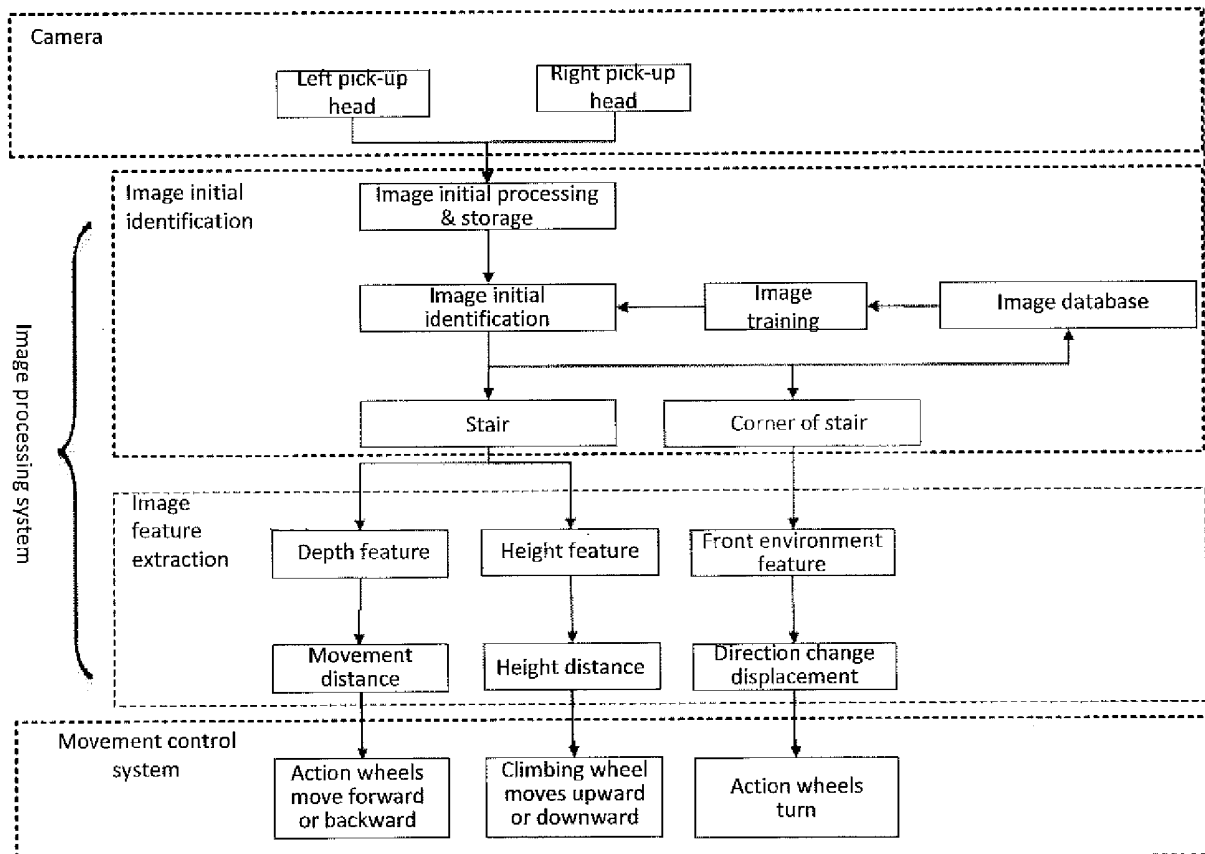 Camera
Left pick-up
head
Right pick-up
head
Image initial
identification
Image initial processing
& storage
Image initial
identification
Image
training
Image database
Stair
Corner of stair
Image processing system
Image
feature
extraction
Depth feature
Height feature
Front environment
feature
Movement
distance
Height distance
Direction change
displacement
Movement control
system
Action wheels
move forward
or backward
Climbing wheel
moves upward
or downward
Action wheels
turn